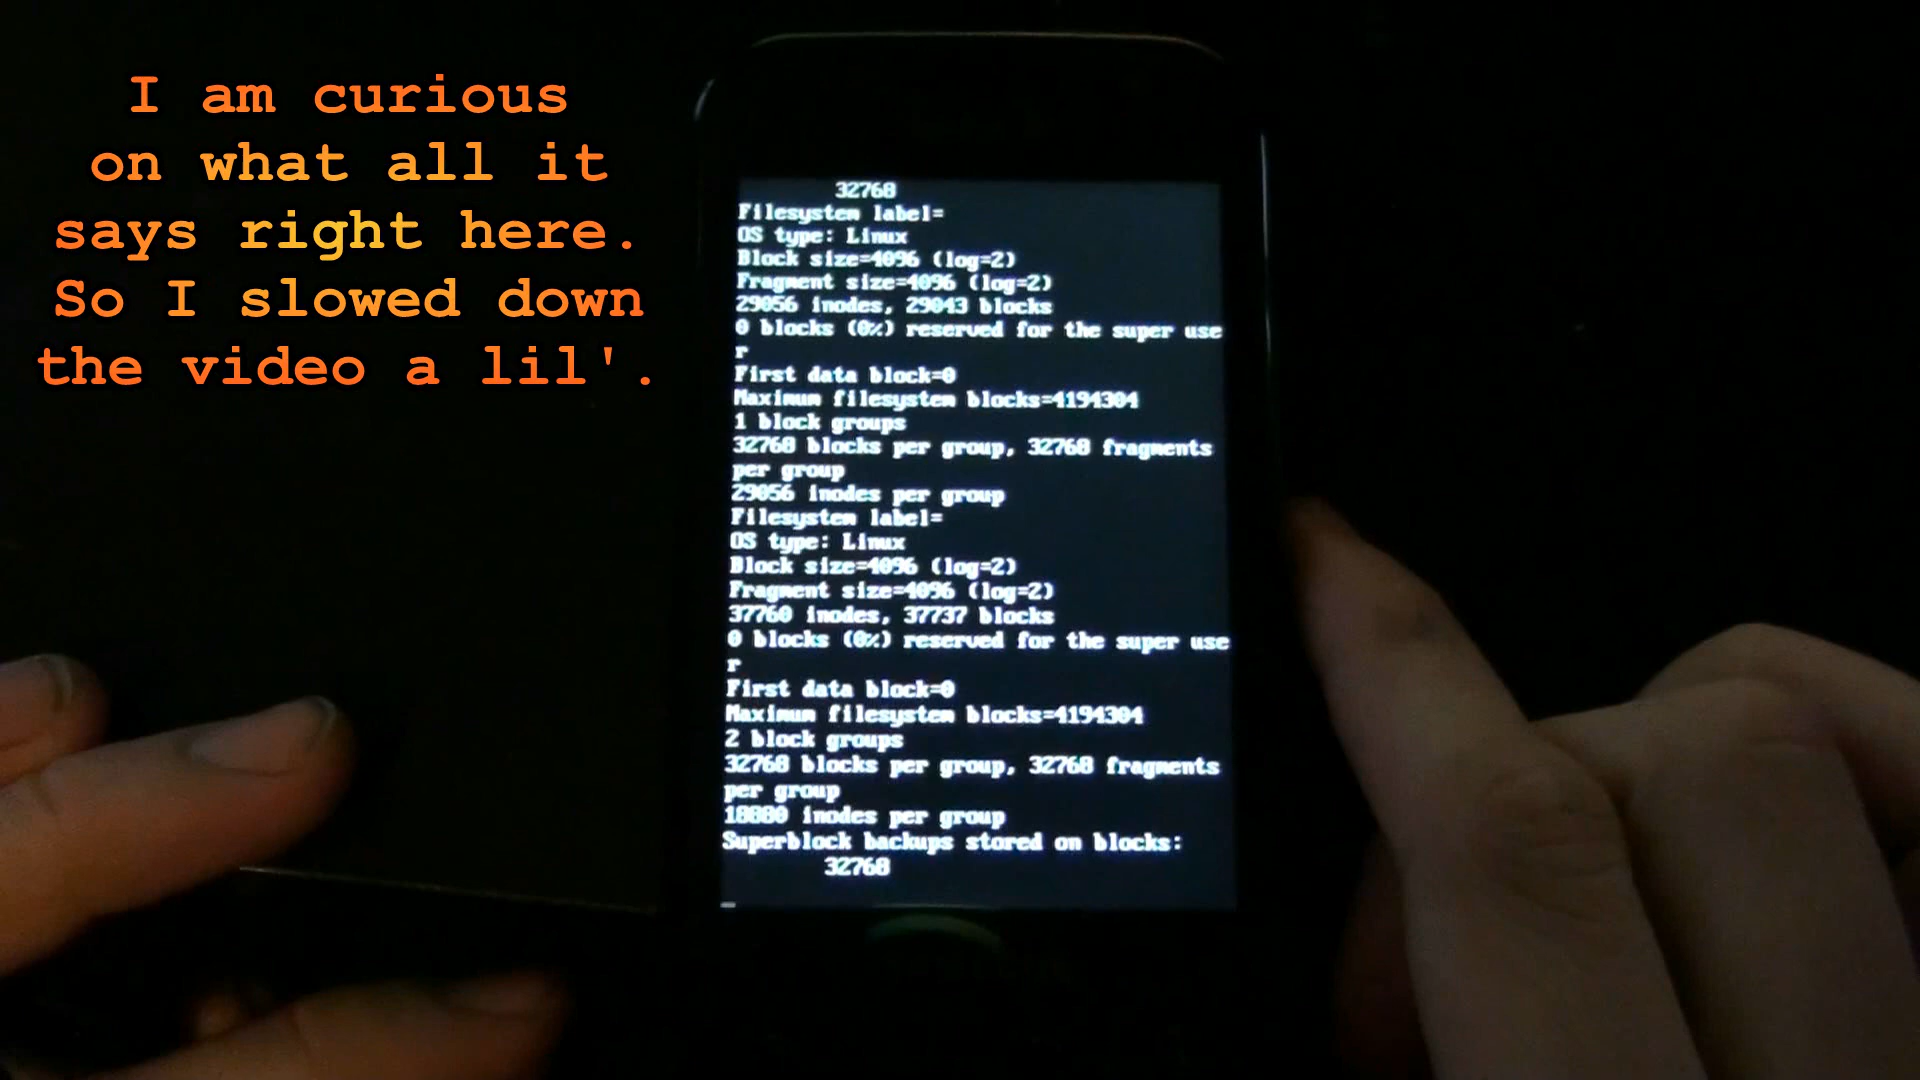 I am curious
on what all it
says right here.
So I slowed down
the video a lil'.
32768
Filesystem label=
OS type: Linux
Block size=4096 (log=2)
Fragment size=4096 (log=2)
29056 inodes, 29043 blocks
0 blocks (0%) reserved for the super use
r
First data block=0
Maximum filesystem blocks=4194304
1 block groups
32768 blocks per group, 32768 fragments
per group
29056 inodes per group
Filesystem label=
OS type: Linux
Block size=4096 (log=2)
Fragment size=4096 (log=2)
37760 inodes, 37737 blocks
0 blocks (0%) reserved for the super use
r
First data block=0
Maximum filesystem blocks=4194304
2 block groups
32768 blocks per group, 32768 fragments
per group
18880 inodes per group
Superblock backups stored on blocks:
32768